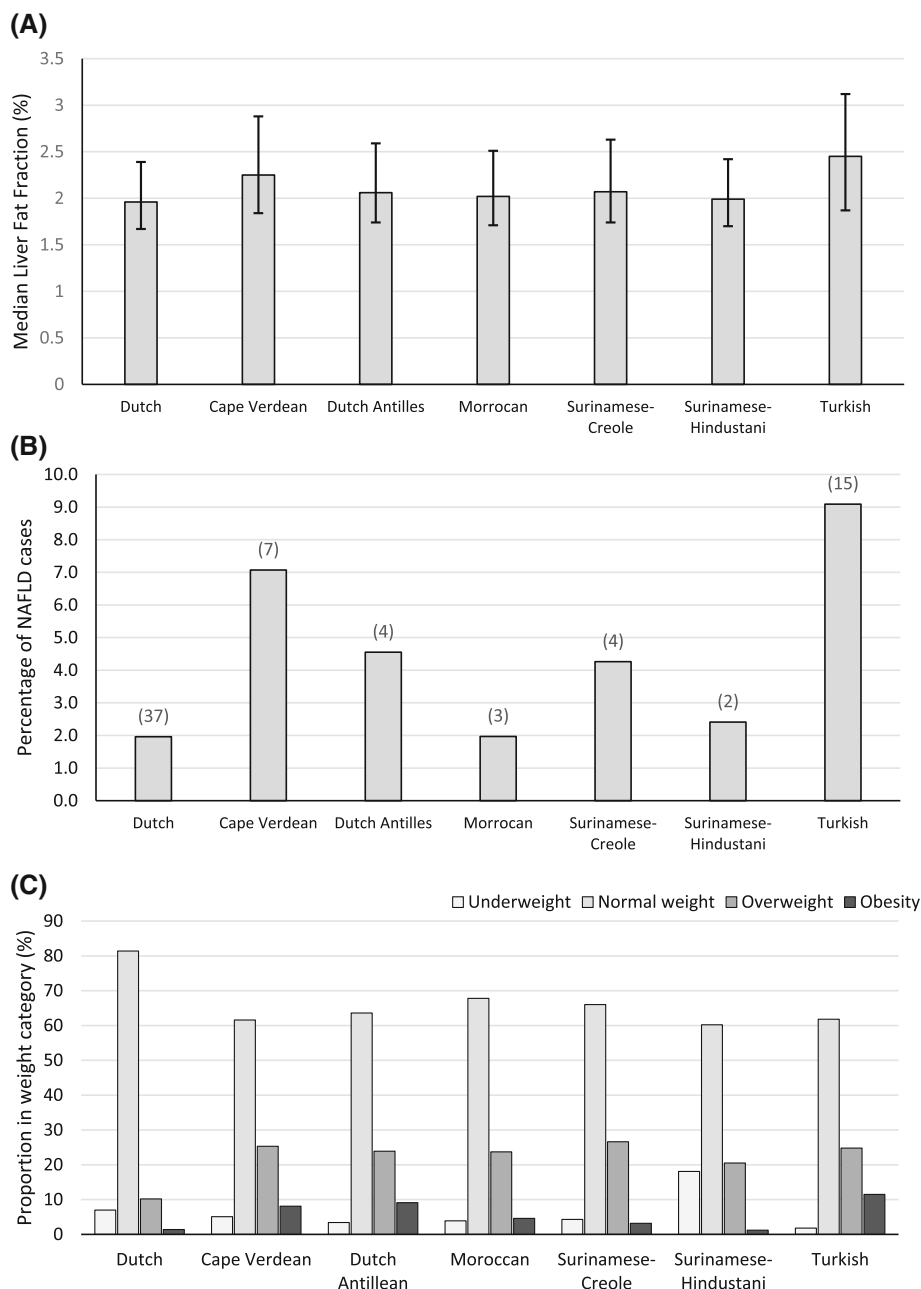 (A)
Median Liver Fat Fraction (%)
3.5
3
2.5
2
1.5
1
0.5
0
Dutch Cape Verdean Dutch Antilles Morrocan Surinamese- Surinamese- Turkish
Creole Hindustani
(B)
Percentage of NAFLD cases
10.0
9.0
8.0
7.0
6.0
5.0
4.0
3.0
2.0
1.0
0.0
(37) (7) (4) (3) (4) (2) (15)
Dutch Cape Verdean Dutch Antilles Morrocan Surinamese- Surinamese- Turkish
Creole Hindustani
(C)
Underweight Normal weight Overweight Obesity
Proportion in weight category (%)
90
80
70
60
50
40
30
20
10
0
Dutch Cape Verdean Dutch Moroccan Surinamese- Surinamese- Turkish
Antillean Creole Hindustani